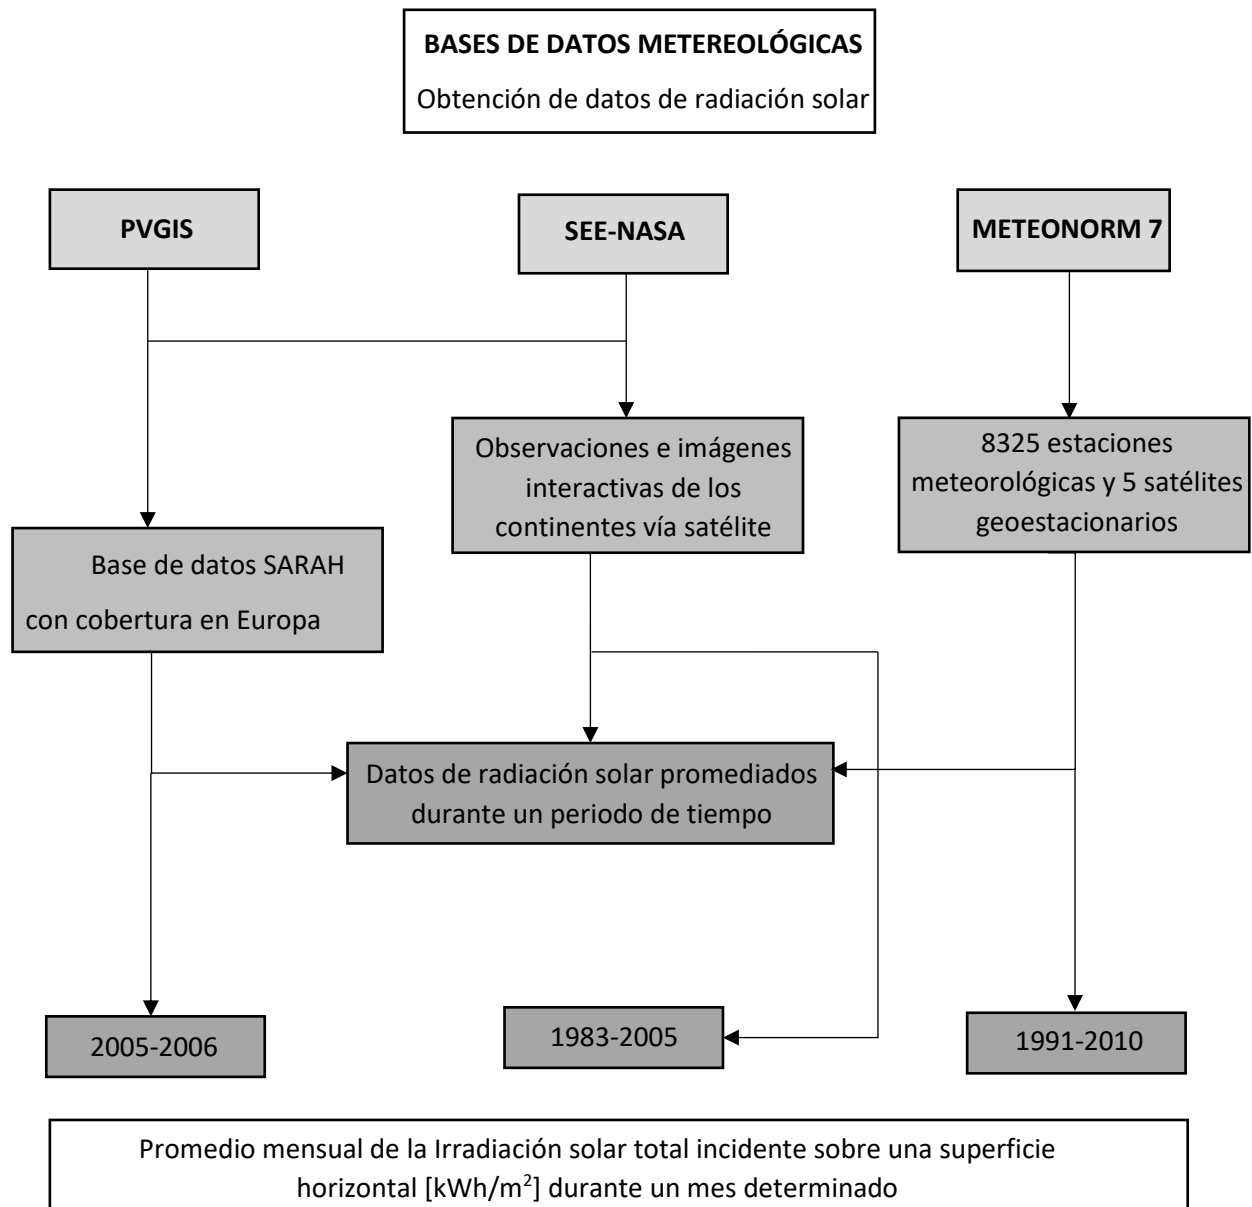 BASES DE DATOS METEREOLÓGICAS
Obtención de datos de radiación solar
PVGIS
SEE-NASA
METEONORM 7
Observaciones e imágenes
interactivas de los
continentes vía satélite
8325 estaciones
meteorológicas y 5 satélites
geoestacionarios
Base de datos SARAH
con cobertura en Europa
Datos de radiación solar promediados
durante un periodo de tiempo
2005-2006
1983-2005
1991-2010
Promedio mensual de la Irradiación solar total incidente sobre una superficie
horizontal [kWh/m²] durante un mes determinado